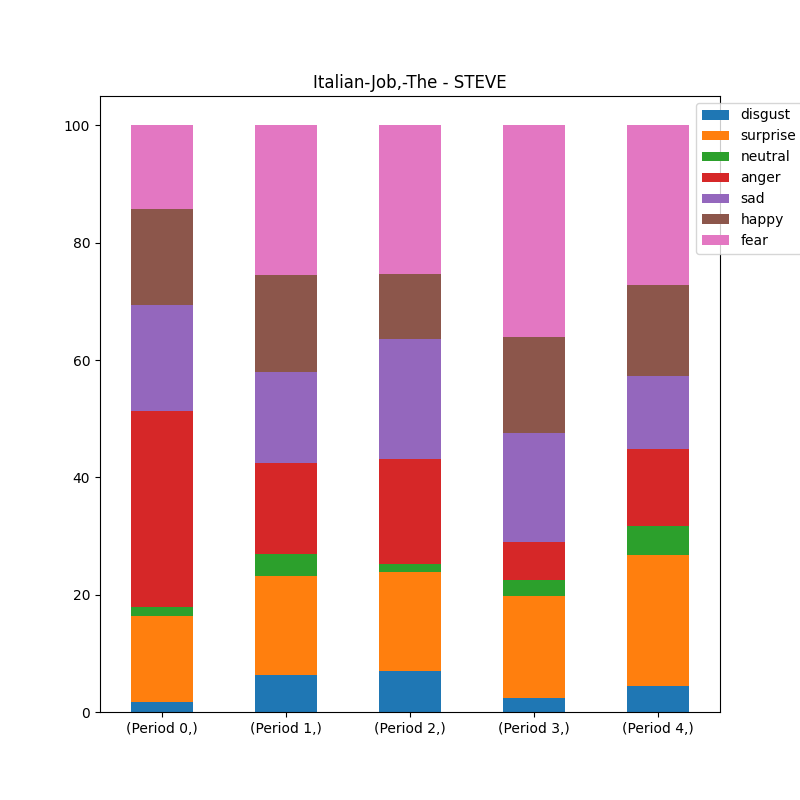 Italian-Job,-The - STEVE
disgust
surprise
neutral
anger
sad
happy
fear
100
80
60
40
20
0
(Period 0,) (Period 1,) (Period 2,) (Period 3,) (Period 4,)